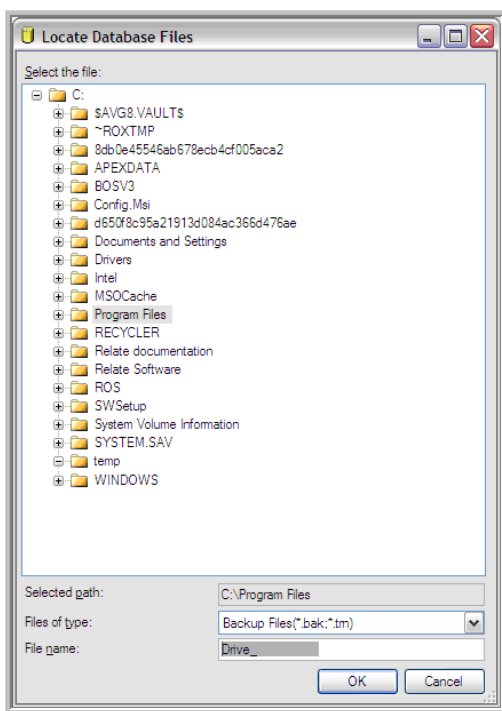 Locate Database Files
Select the file:
C:
$AVG8.VAULT$
~ROXTMP
8db0e45546ab678ecb4cf005aca2
APEXDATA
BOSV3
Config.Msi
d650f8c95a21913d084ac366d476ae
Documents and Settings
Drivers
Intel
MSOCache
Program Files
RECYCLER
Relate documentation
Relate Software
ROS
SWSetup
System Volume Information
SYSTEM.SAV
temp
WINDOWS
Selected path: C:\Program Files
Files of type: Backup Files(*.bak;*.trn)
File name: Drive_
OK Cancel